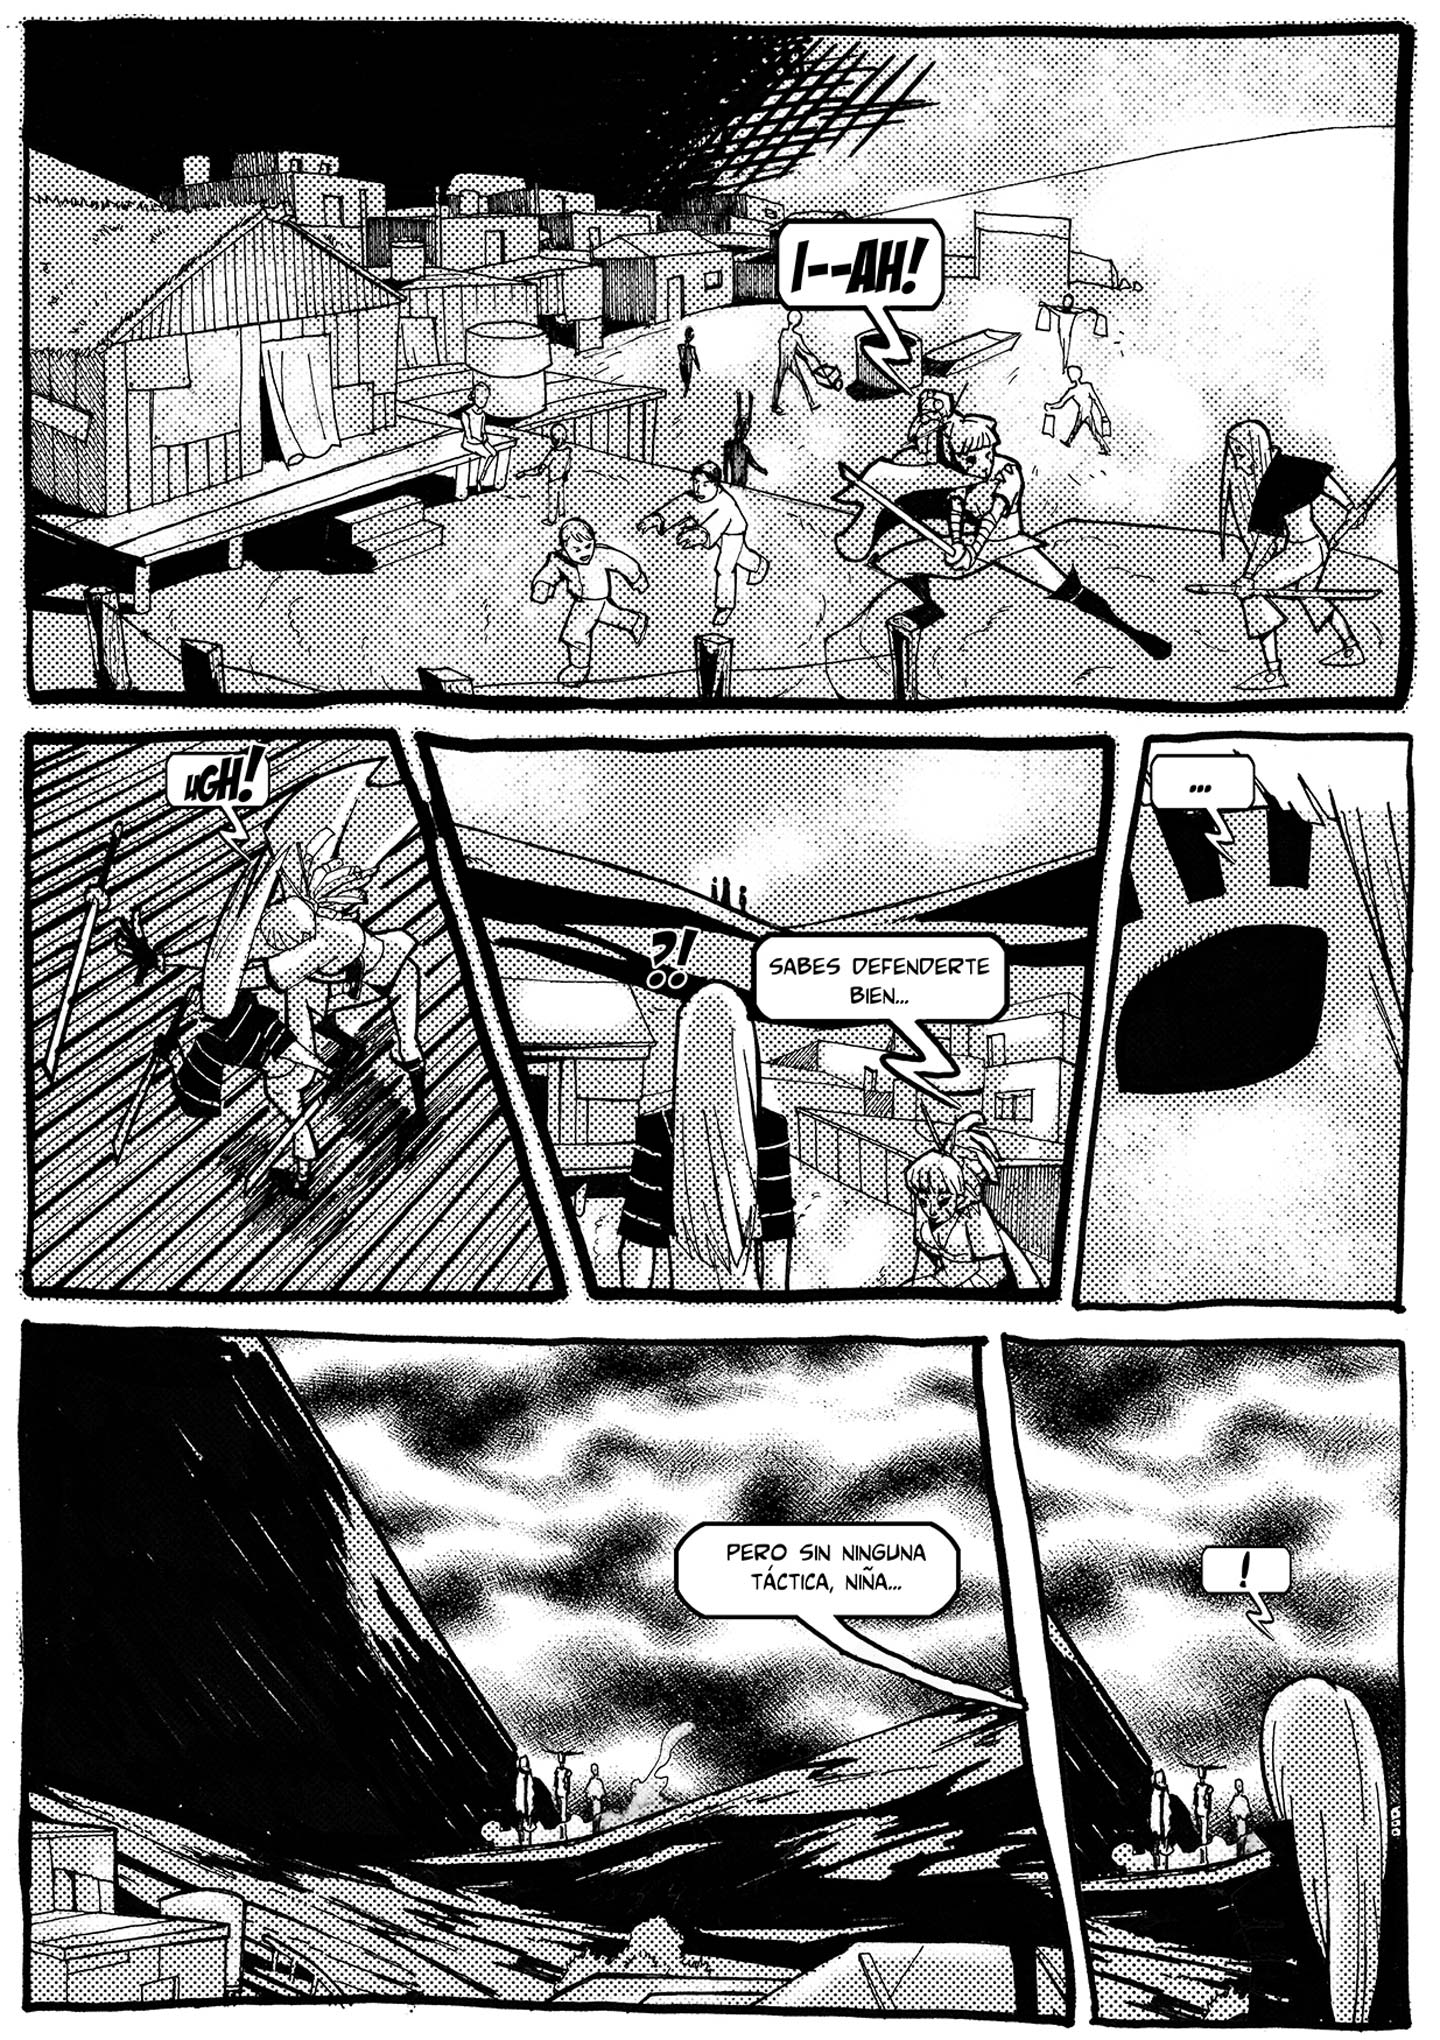 I--AH!
UGH!
?!
SABES DEFENDERTE
BIEN...
...
PERO SIN NINGUNA
TÁCTICA, NIÑA...
!